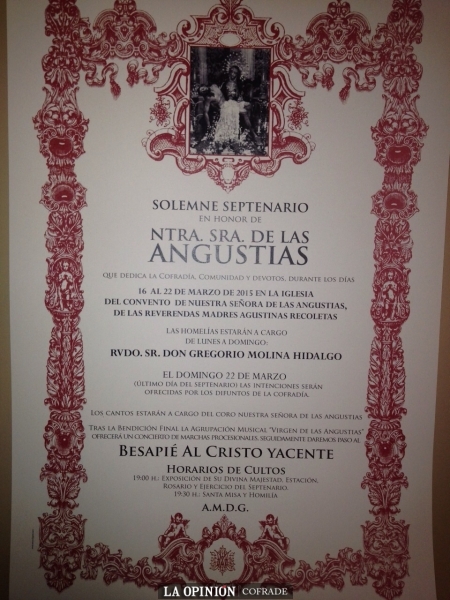 SOLEMNE SEPTENARIO
EN HONOR DE
NTRA. SRA. DE LAS
ANGUSTIAS
QUE DEDICA LA COFRADÍA, COMUNIDAD Y DEVOTOS, DURANTE LOS DÍAS
16 AL 22 DE MARZO DE 2015 EN LA IGLESIA
DEL CONVENTO DE NUESTRA SEÑORA DE LAS ANGUSTIAS,
DE LAS REVERENDAS MADRES AGUSTINAS RECOLETAS
LAS HOMILÍAS ESTARÁN A CARGO
DE LUNES A DOMINGO:
RVDO. SR. DON GREGORIO MOLINA HIDALGO
EL DOMINGO 22 DE MARZO
(ÚLTIMO DÍA DEL SEPTENARIO) LAS INTENCIONES SERÁN
OFRECIDAS POR LOS DIFUNTOS DE LA COFRADÍA.
LOS CANTOS ESTARÁN A CARGO DEL CORO NUESTRA SEÑORA DE LAS ANGUSTIAS
TRAS LA BENDICIÓN FINAL LA AGRUPACIÓN MUSICAL "VIRGEN DE LAS ANGUSTIAS"
OFRECERÁ UN CONCIERTO DE MARCHAS PROCESIONALES, SEGUIDAMENTE DAREMOS PASO AL
BESAPIÉ AL CRISTO YACENTE
HORARIOS DE CULTOS
19:00 H.: EXPOSICIÓN DE SU DIVINA MAJESTAD, ESTACIÓN,
ROSARIO Y EJERCICIO DEL SEPTENARIO.
19:30 H.: SANTA MISA Y HOMILÍA
A.M.D.G.
LA OPINION COFRADE